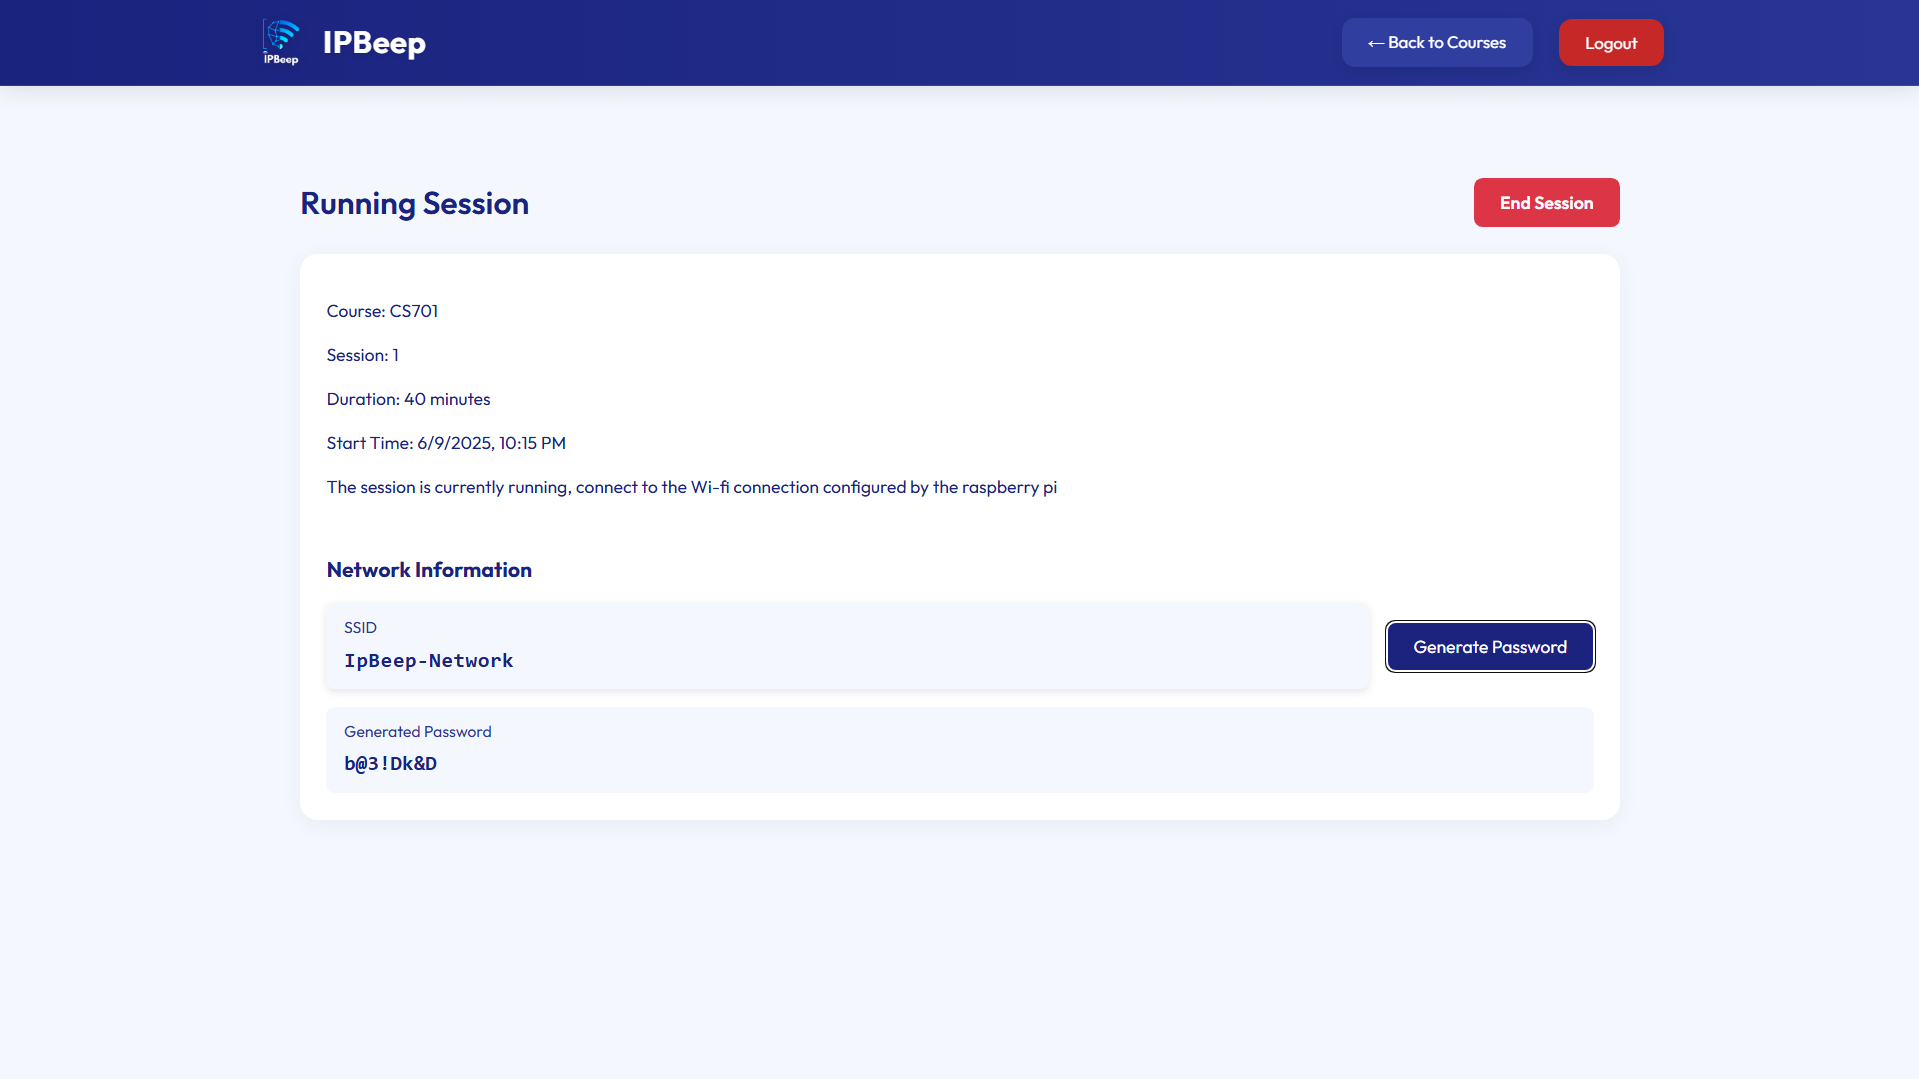 IPBeep
IPBeep
← Back to Courses
Logout
Running Session
End Session
Course: CS701
Session: 1
Duration: 40 minutes
Start Time: 6/9/2025, 10:15 PM
The session is currently running, connect to the Wi-fi connection configured by the raspberry pi
Network Information
SSID
IpBeep-Network
Generate Password
Generated Password
b@3!Dk&D